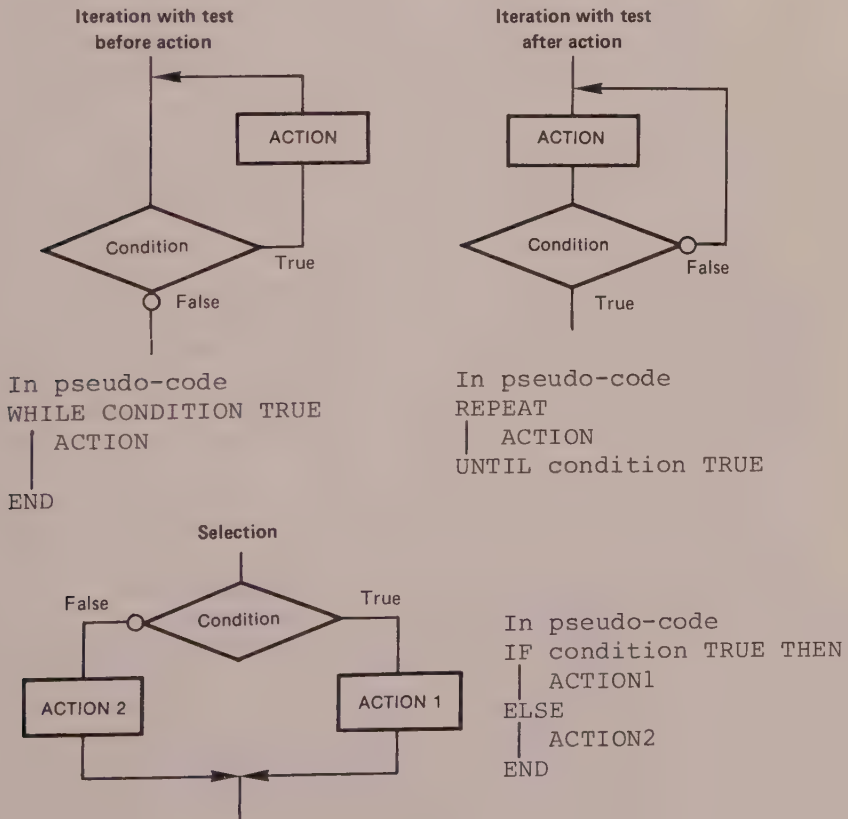 Iteration with test
before action
ACTION
Condition
True
False
In pseudo-code
WHILE CONDITION TRUE
ACTION
END
Iteration with test
after action
ACTION
Condition
False
True
In pseudo-code
REPEAT
ACTION
UNTIL condition TRUE
Selection
False
Condition
True
ACTION 2
ACTION 1
In pseudo-code
IF condition TRUE THEN
ACTION1
ELSE
ACTION2
END